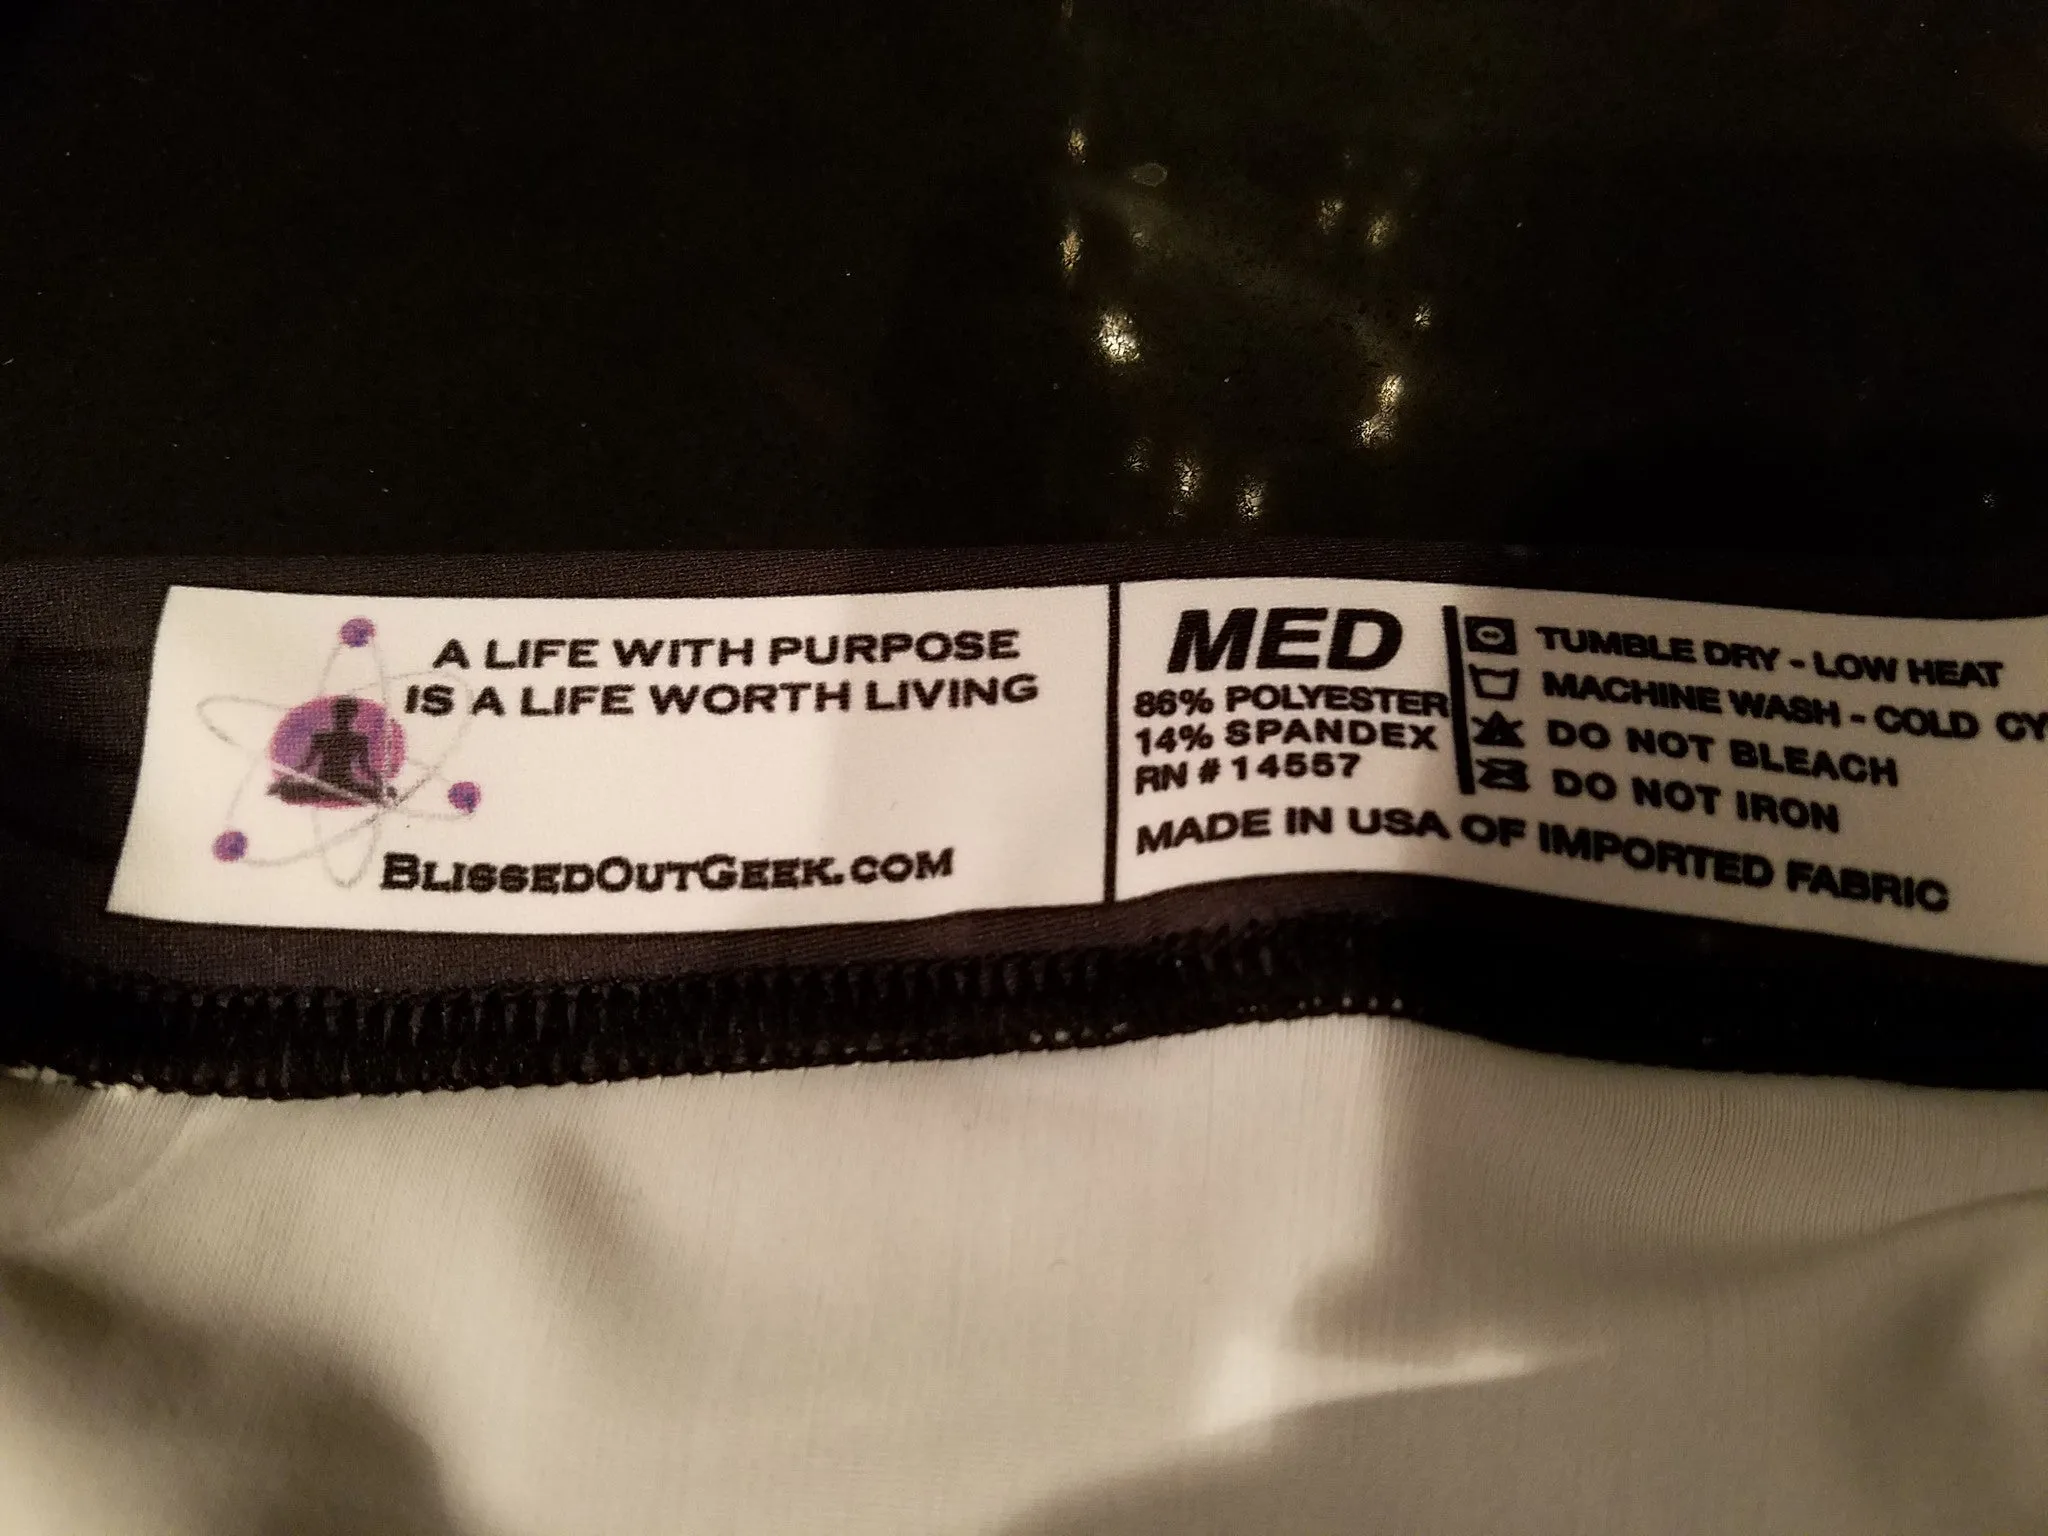 A LIFE WITH PURPOSE
IS A LIFE WORTH LIVING
BLISSEDOUTGEEK.COM
MED
86% POLYESTER
14% SPANDEX
RN # 14557
TUMBLE DRY - LOW HEAT
MACHINE WASH - COLD CY
DO NOT BLEACH
DO NOT IRON
MADE IN USA OF IMPORTED FABRIC